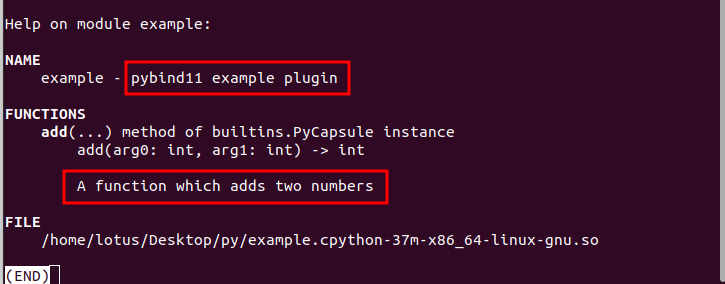 Help on module example:
NAME
example - pybind11 example plugin
FUNCTIONS
add(...) method of builtins.PyCapsule instance
add(arg0: int, arg1: int) -> int
A function which adds two numbers
FILE
/home/lotus/Desktop/py/example.cpython-37m-x86_64-linux-gnu.so
(END)